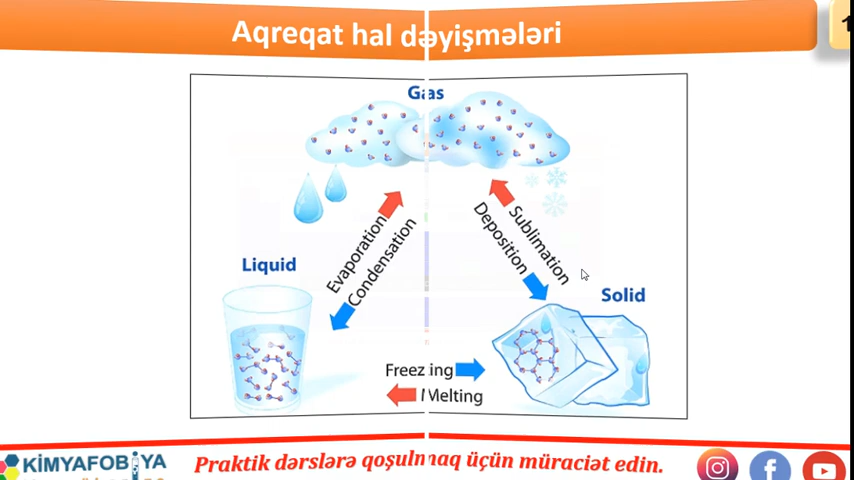 Aqreqat hal dəyişmələri
1
Gas
Evaporation
Condensation
Sublimation
Deposition
Liquid
Solid
Freezing
Melting
KİMYAFOBİYA
Praktik dərslərə qoşulmaq üçün müraciət edin.